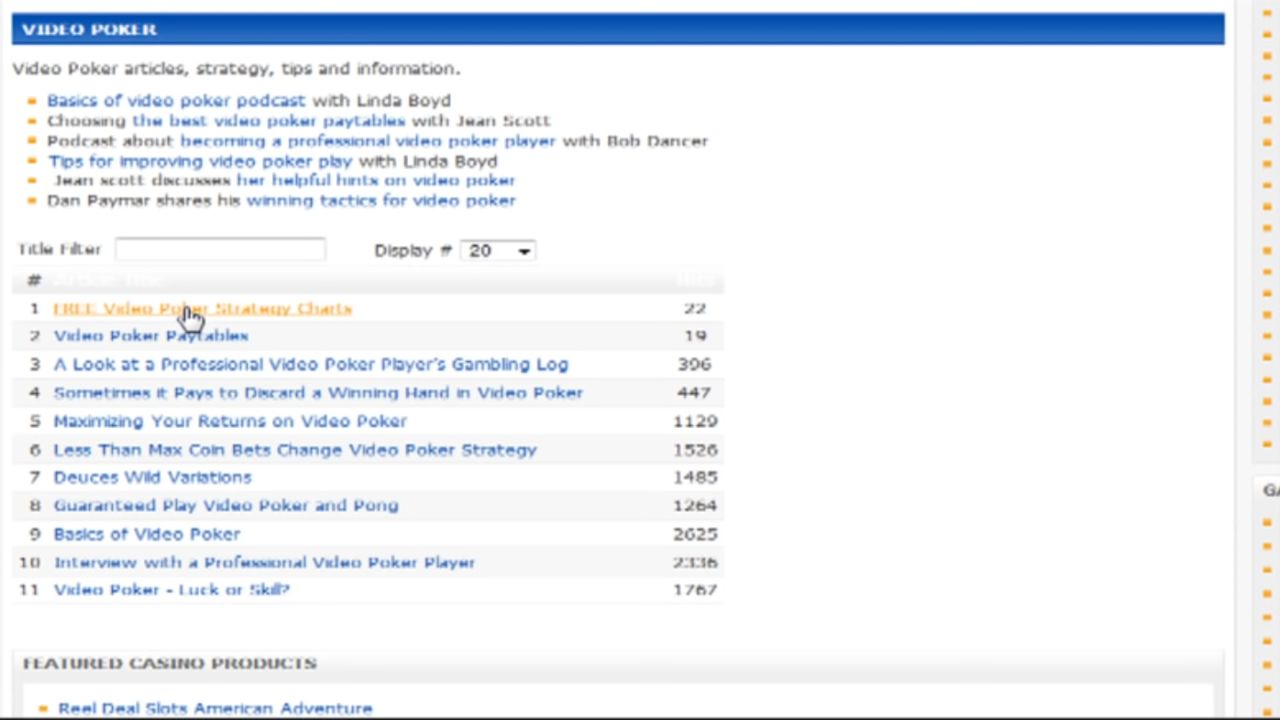 VIDEO POKER
Video Poker articles, strategy, tips and information.
Basics of video poker podcast with Linda Boyd
Choosing the best video poker paytables with Jean Scott
Podcast about becoming a professional video poker player with Bob Dancer
Tips for improving video poker play with Linda Boyd
Jean scott discusses her helpful hints on video poker
Dan Paymar shares his winning tactics for video poker
Title Filter Display # 20
# Article Title Hits
1 FREE Video Poker Strategy Charts 22
2 Video Poker Paytables 19
3 A Look at a Professional Video Poker Player's Gambling Log 396
4 Sometimes it Pays to Discard a Winning Hand in Video Poker 447
5 Maximizing Your Returns on Video Poker 1129
6 Less Than Max Coin Bets Change Video Poker Strategy 1526
7 Deuces Wild Variations 1485
8 Guaranteed Play Video Poker and Pong 1264
9 Basics of Video Poker 2625
10 Interview with a Professional Video Poker Player 2336
11 Video Poker - Luck or Skill? 1767
FEATURED CASINO PRODUCTS
Reel Deal Slots American Adventure